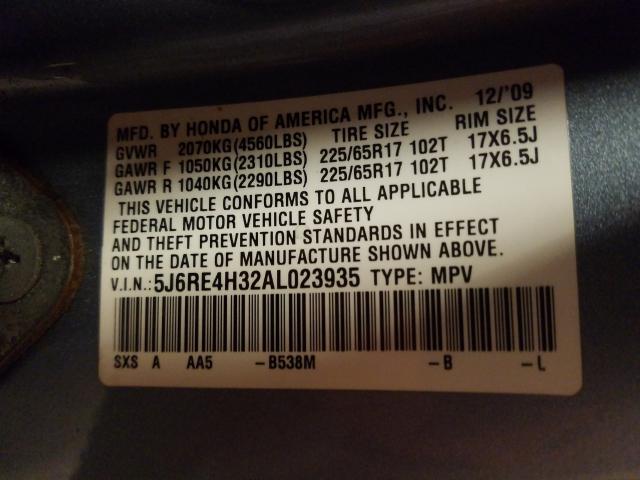 MFD. BY HONDA OF AMERICA MFG., INC. 12/'09
GVWR 2070KG(4560LBS) TIRE SIZE RIM SIZE
GAWR F 1050KG(2310LBS) 225/65R17 102T 17X6.5J
GAWR R 1040KG(2290LBS) 225/65R17 102T 17X6.5J
THIS VEHICLE CONFORMS TO ALL APPLICABLE
FEDERAL MOTOR VEHICLE SAFETY
AND THEFT PREVENTION STANDARDS IN EFFECT
ON THE DATE OF MANUFACTURE SHOWN ABOVE.
V.I.N.:5J6RE4H32AL023935 TYPE: MPV
SXS A AA5 -B538M -B -L